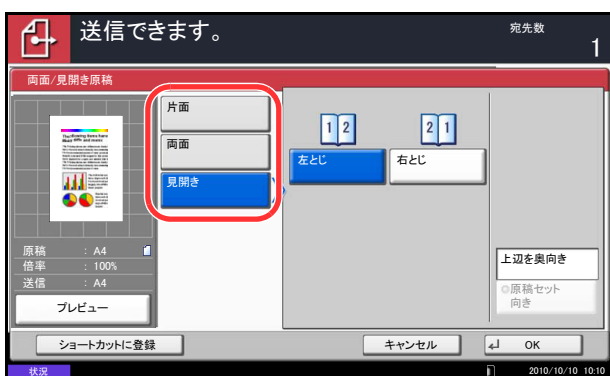 送信できます。
宛先数
1
両面/見開き原稿
片面
両面
見開き
1 2
2 1
左とじ
右とじ
原稿 : A4
倍率 : 100%
送信 : A4
プレビュー
上辺を奥向き
原稿セット
向き
ショートカットに登録
キャンセル
OK
状況
2010/10/10 10:10